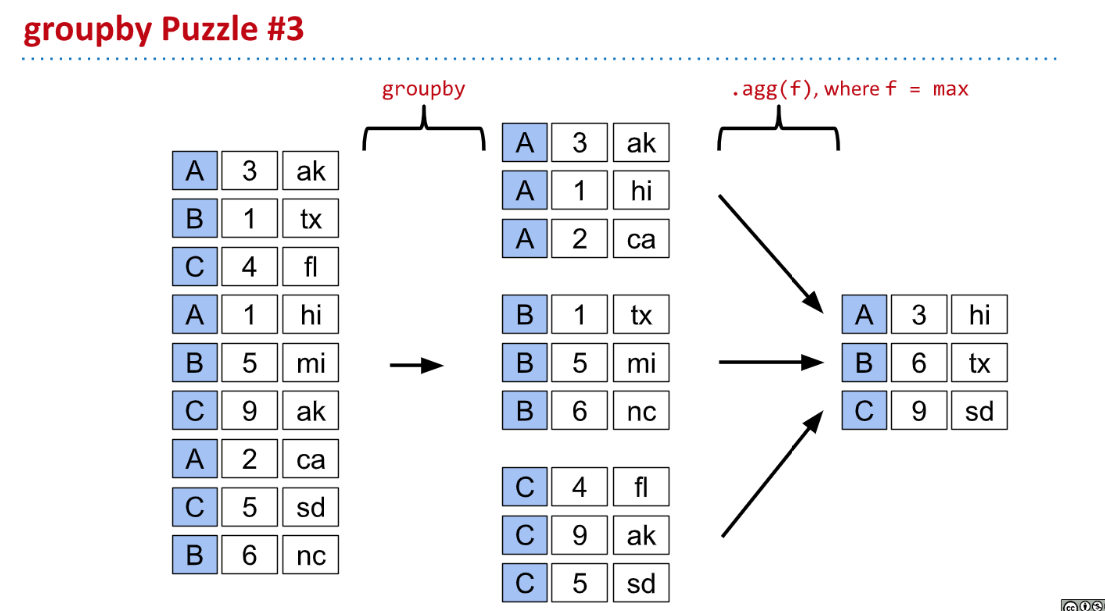 groupby Puzzle #3
groupby
.agg(f), where f = max
A 3 ak
B 1 tx
C 4 fl
A 1 hi
B 5 mi
C 9 ak
A 2 ca
C 5 sd
B 6 nc
A 3 ak
A 1 hi
A 2 ca
B 1 tx
B 5 mi
B 6 nc
C 4 fl
C 9 ak
C 5 sd
A 3 hi
B 6 tx
C 9 sd
cc